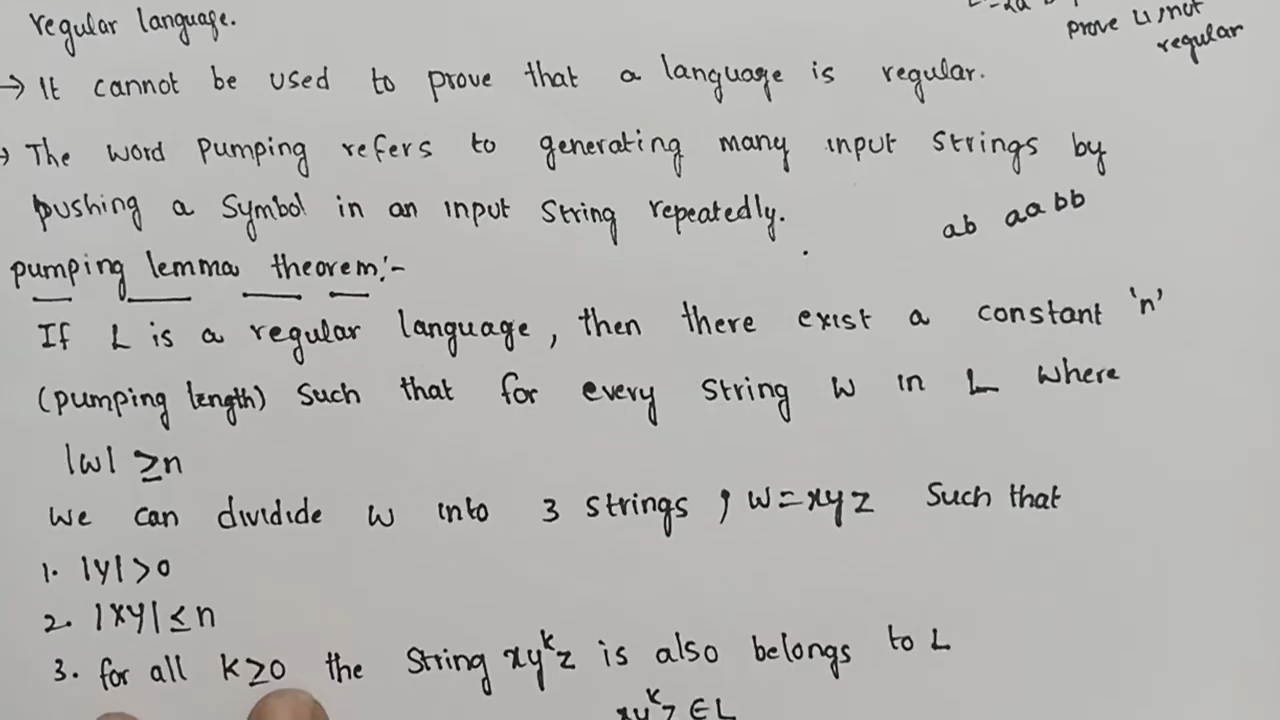 regular language.
prove L is not
regular
→ It cannot be used to prove that a language is regular.
→ The word pumping refers to generating many input strings by
pushing a symbol in an input string repeatedly.
ab aabb
pumping lemma theorem:-
If L is a regular language, then there exist a constant 'n'
(pumping length) such that for every string w in L where
|w| ≥n
We can dividide w into 3 strings, w=xyz such that
1. |y|>0
2. |xy|≤n
3. for all k≥0 the string xyᵏz is also belongs to L
xyᵏz ∈L